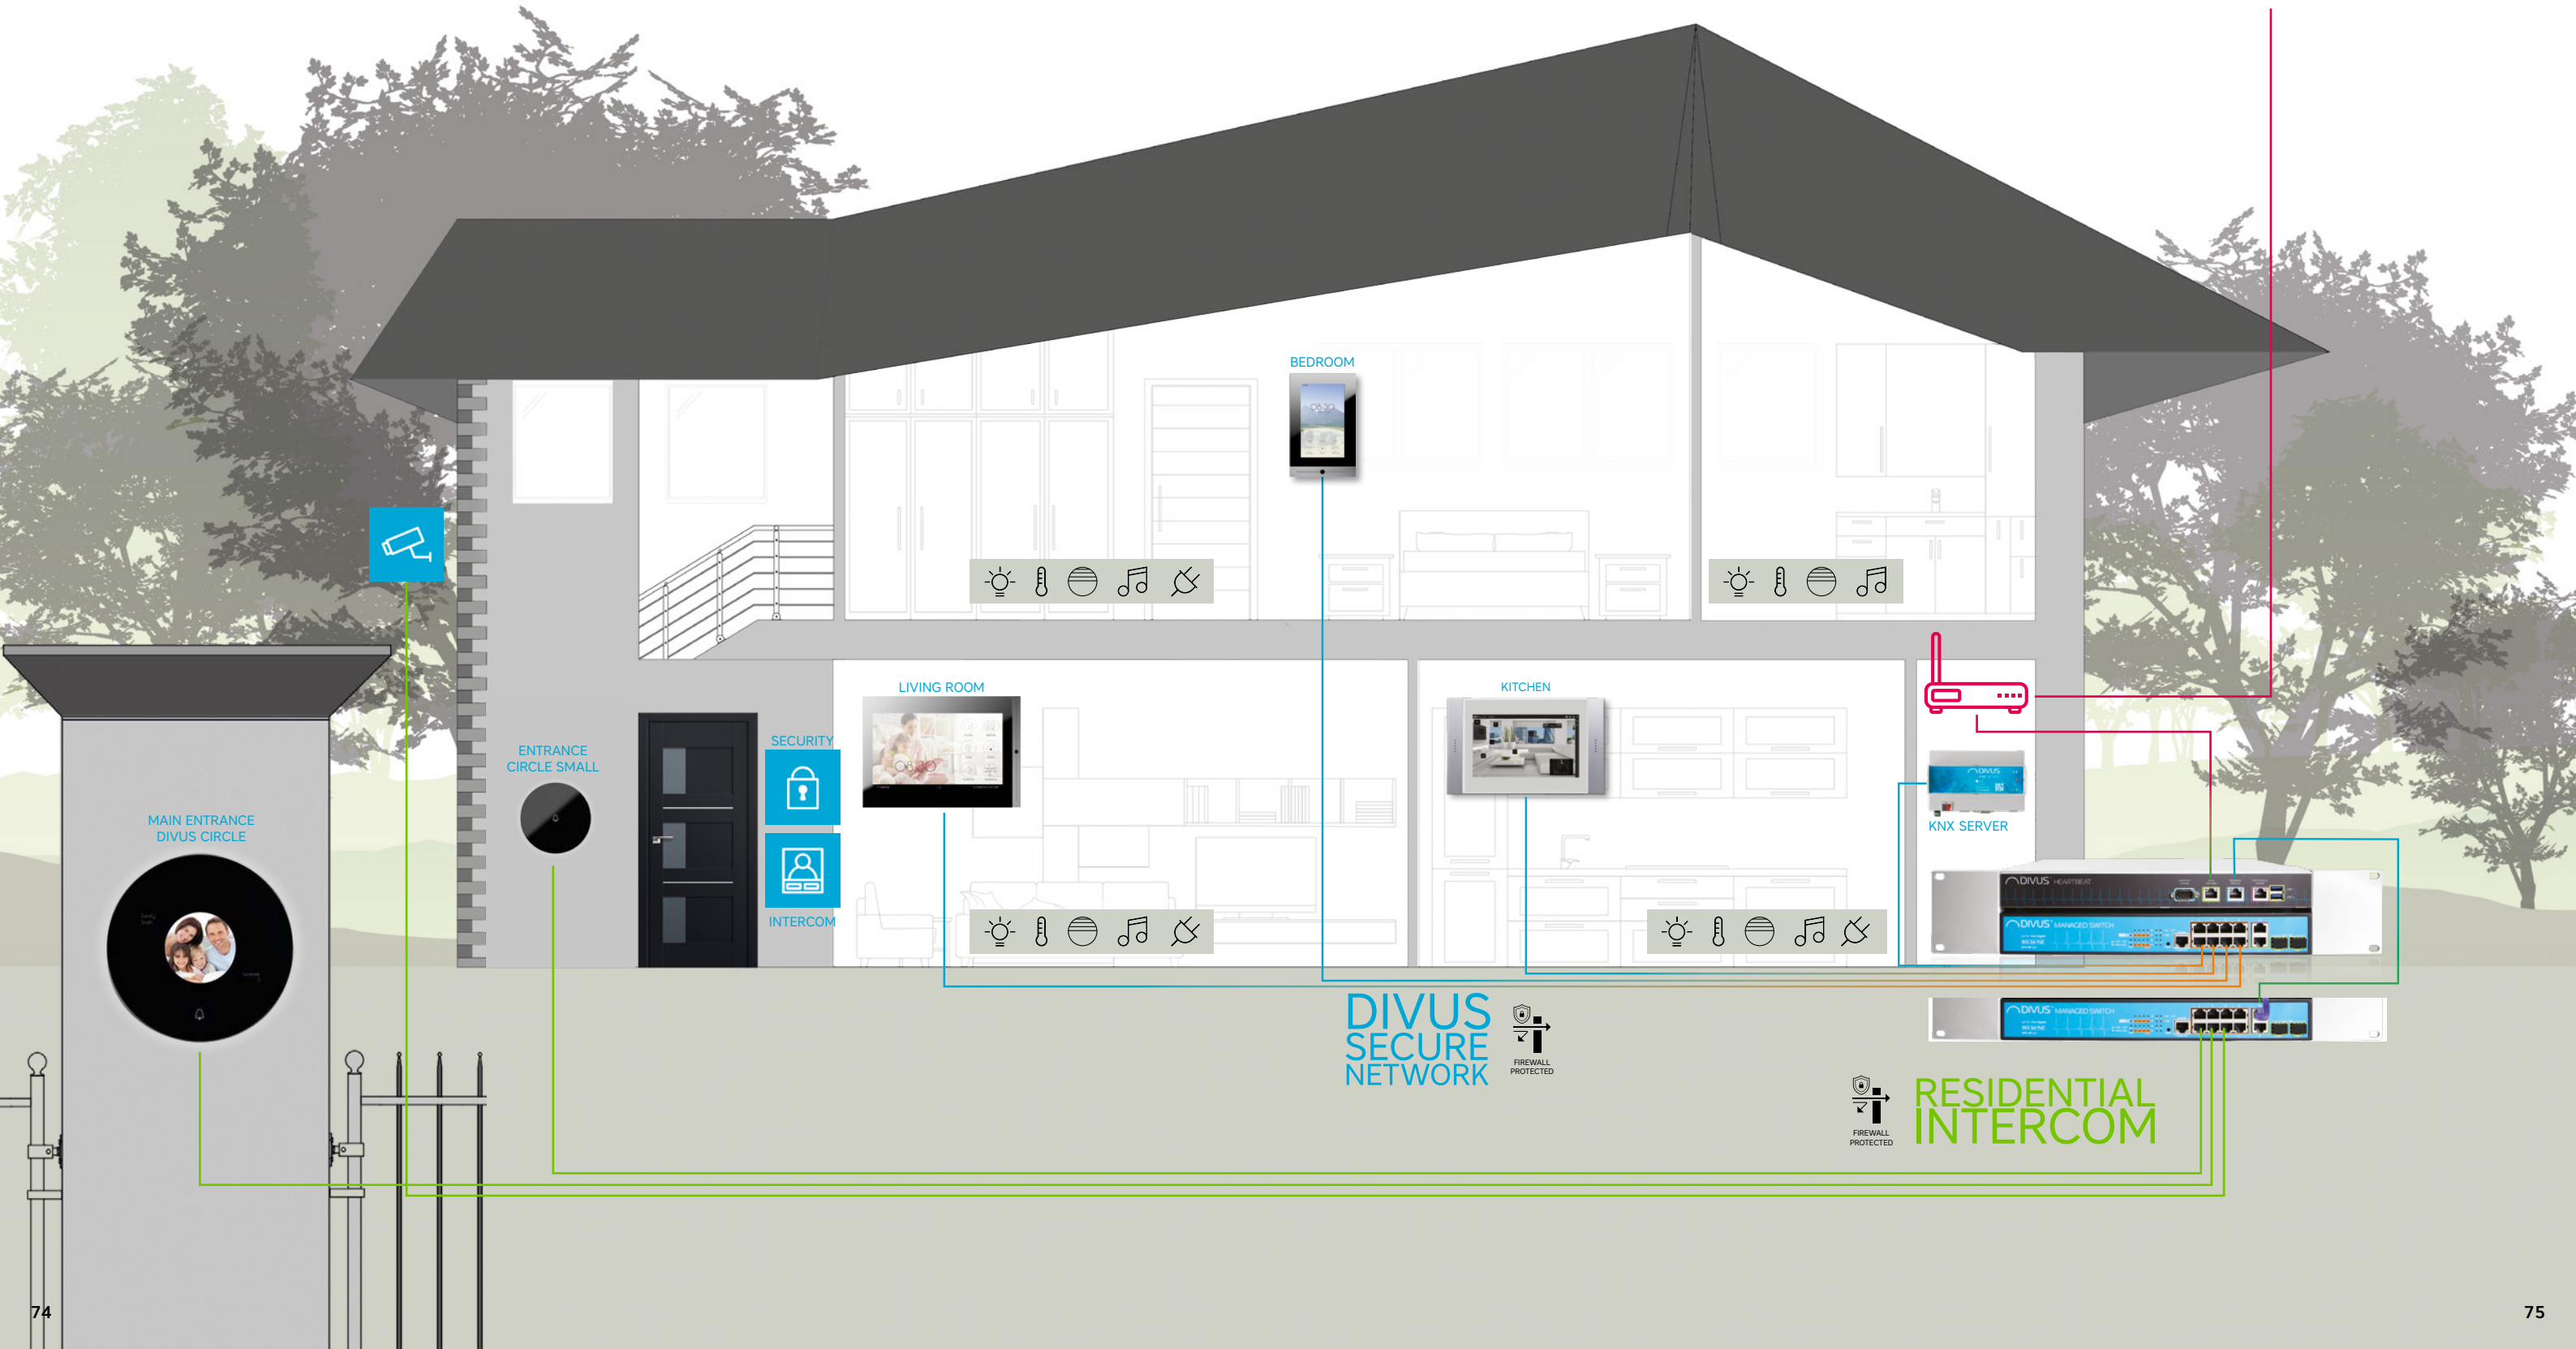 BEDROOM
LIVING ROOM
KITCHEN
SECURITY
ENTRANCE
CIRCLE SMALL
INTERCOM
MAIN ENTRANCE
DIVUS CIRCLE
DIVUS
KNX SERVER
DIVUS HEARTBEAT
DIVUS MANAGED SWITCH
DIVUS MANAGED SWITCH
DIVUS
SECURE
NETWORK
FIREWALL
PROTECTED
FIREWALL
PROTECTED
RESIDENTIAL
INTERCOM
74
75